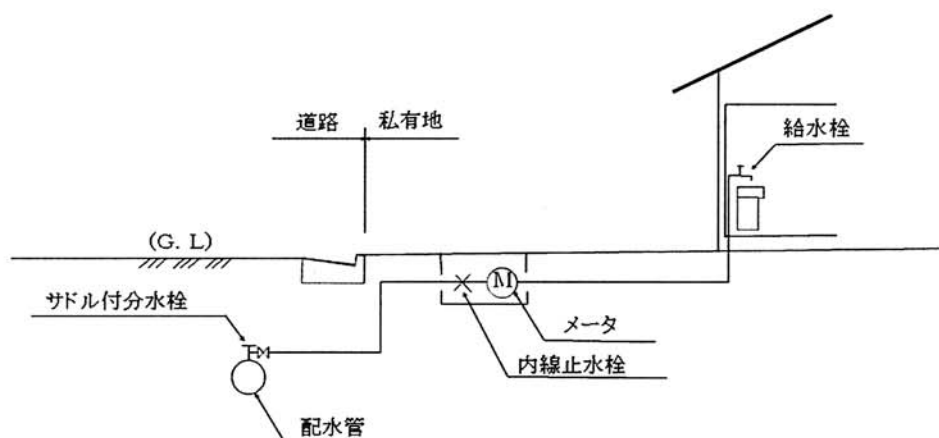 道路
私有地
給水栓
(G. L)
サドル付分水栓
M
メータ
内線止水栓
配水管